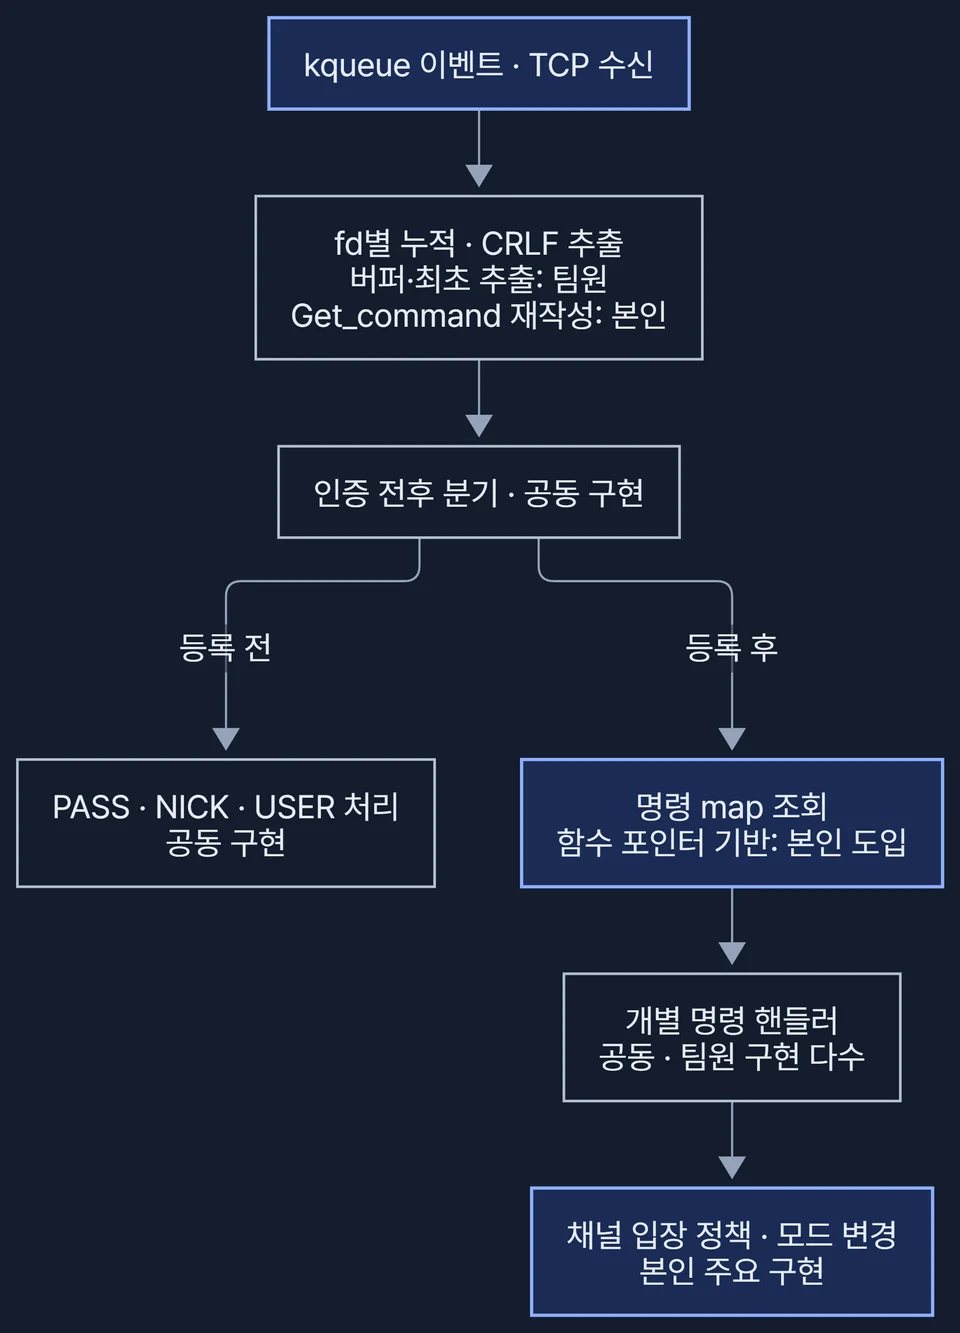 kqueue 이벤트 · TCP 수신
fd별 누적 · CRLF 추출
버퍼·최초 추출: 팀원
Get_command 재작성: 본인
인증 전후 분기 · 공동 구현
등록 전
등록 후
PASS · NICK · USER 처리
공동 구현
명령 map 조회
함수 포인터 기반: 본인 도입
개별 명령 핸들러
공동 · 팀원 구현 다수
채널 입장 정책 · 모드 변경
본인 주요 구현